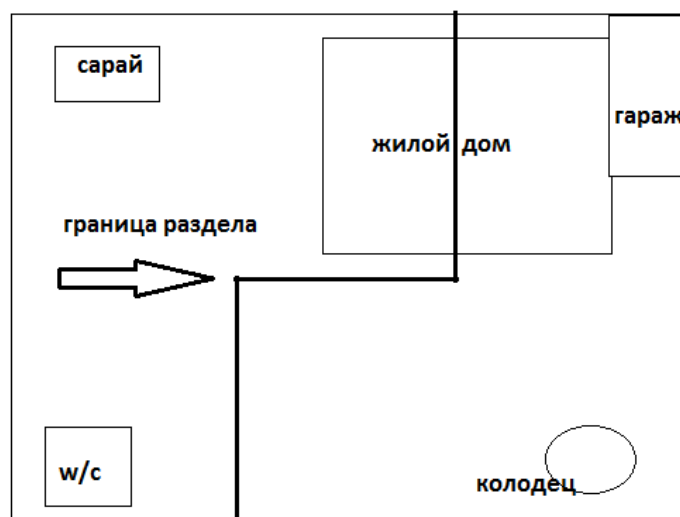 сарай
гараж
жилой дом
граница раздела
w/c
колодец